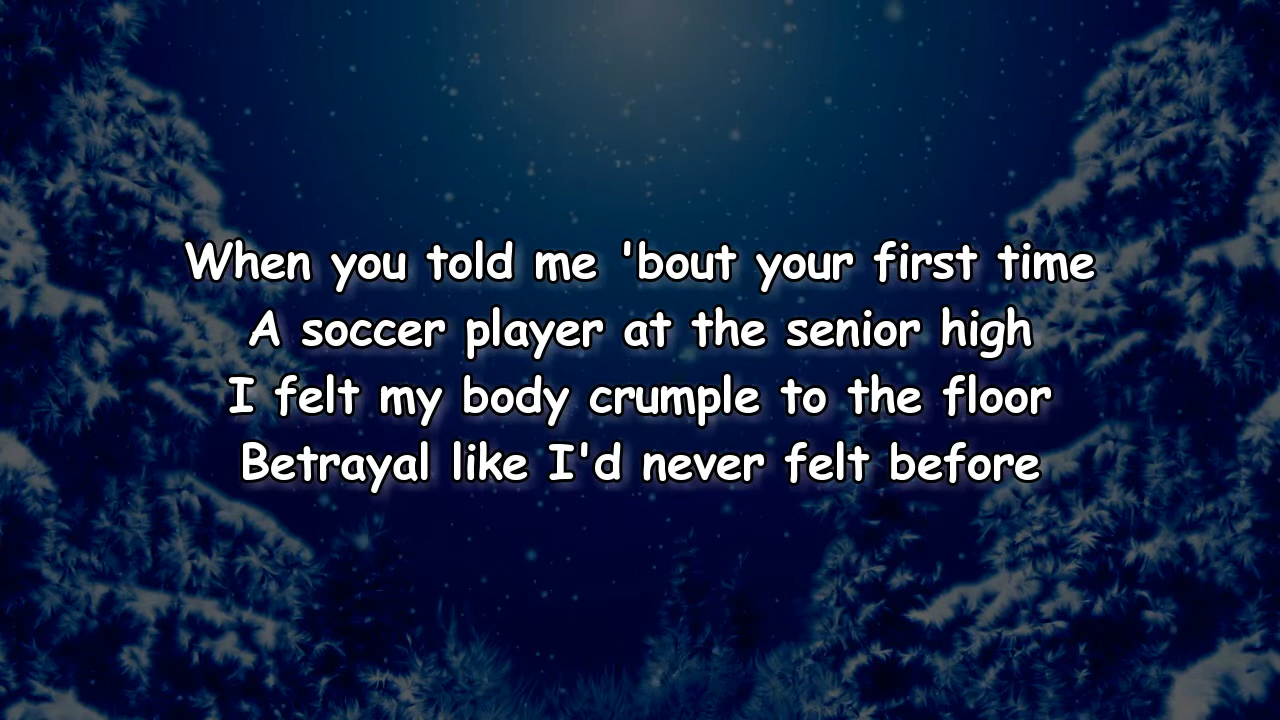 When you told me 'bout your first time
A soccer player at the senior high
I felt my body crumple to the floor
Betrayal like I'd never felt before